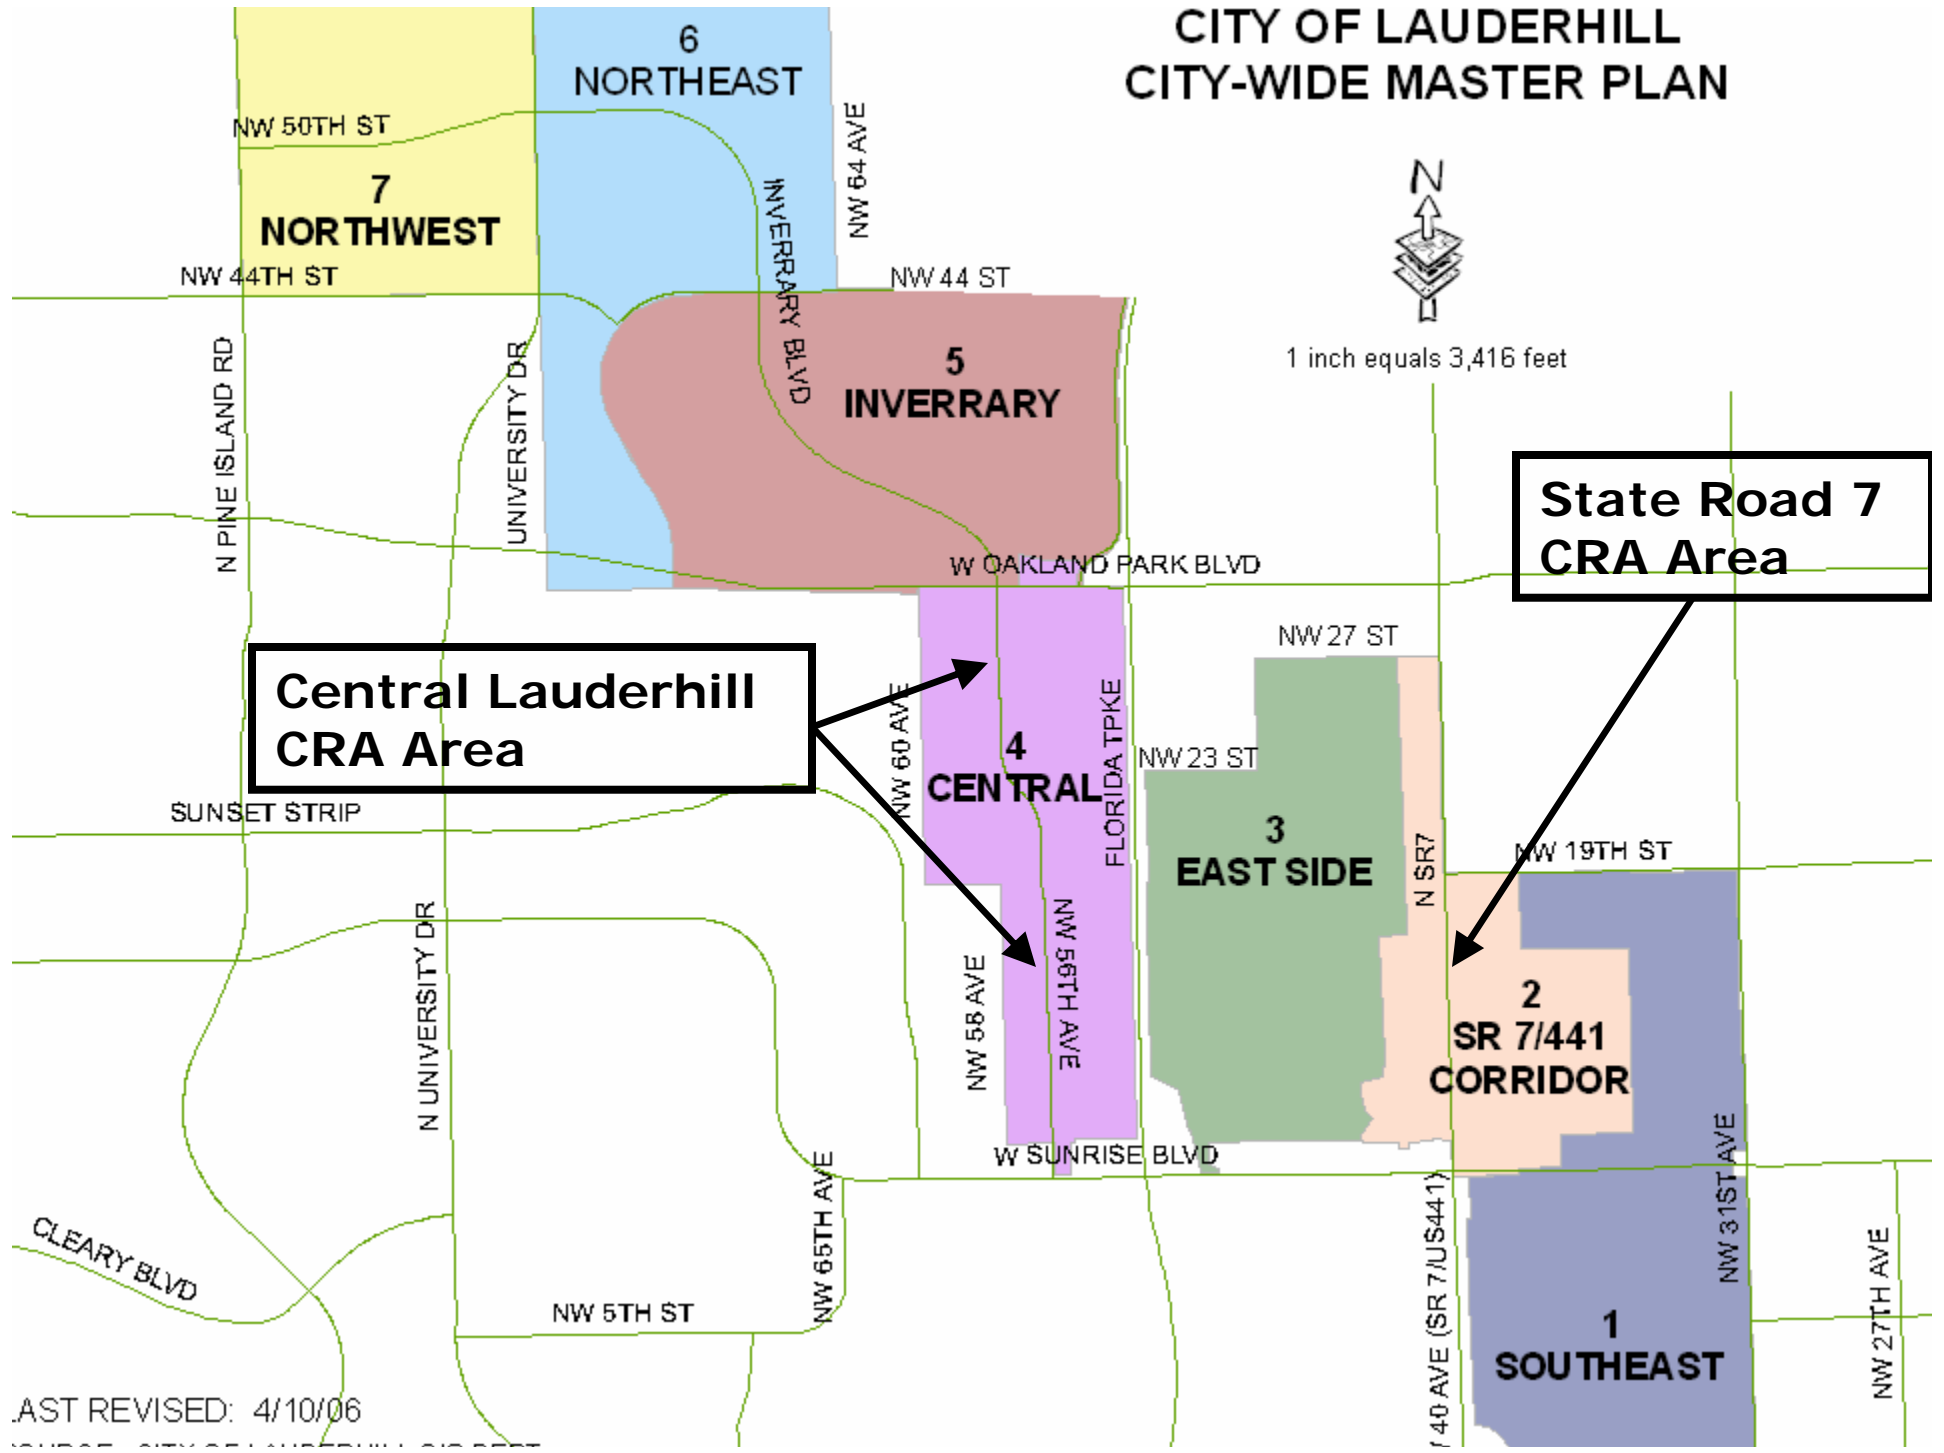 CITY OF LAUDERHILL
CITY-WIDE MASTER PLAN
6
NORTHEAST
NW 50TH ST
NW 64 AVE
7
NORTHWEST
N
INVERRARY BLVD
NW 44TH ST
NW 44 ST
1 inch equals 3,416 feet
5
INVERRARY
N PINE ISLAND RD
UNIVERSITY DR
State Road 7
CRA Area
W OAKLAND PARK BLVD
NW 27 ST
Central Lauderhill
CRA Area
NW 60 AVE
4
CENTRAL
FLORIDA TPKE
NW 23 ST
SUNSET STRIP
3
EAST SIDE
N SR7
NW 19TH ST
N UNIVERSITY DR
NW 58 AVE
NW 56TH AVE
2
SR 7/441
CORRIDOR
W SUNRISE BLVD
NW 65TH AVE
40 AVE (SR 7/US441)
NW 31ST AVE
NW 27TH AVE
CLEARY BLVD
NW 5TH ST
1
SOUTHEAST
REVISED: 4/10/06